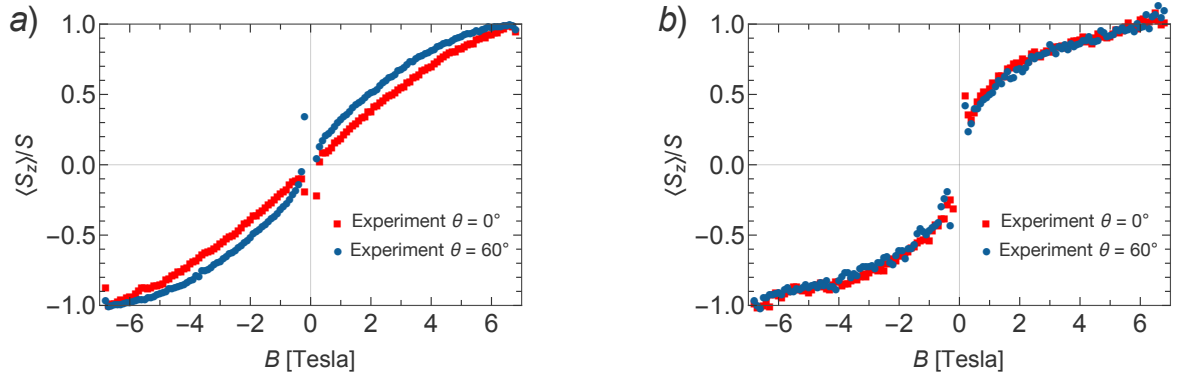 a)
1.0
0.5
0.0
−0.5
−1.0
⟨Sz⟩/S
Experiment θ = 0°
Experiment θ = 60°
−6 −4 −2 0 2 4 6
B [Tesla]
b)
1.0
0.5
0.0
−0.5
−1.0
⟨Sz⟩/S
Experiment θ = 0°
Experiment θ = 60°
−6 −4 −2 0 2 4 6
B [Tesla]